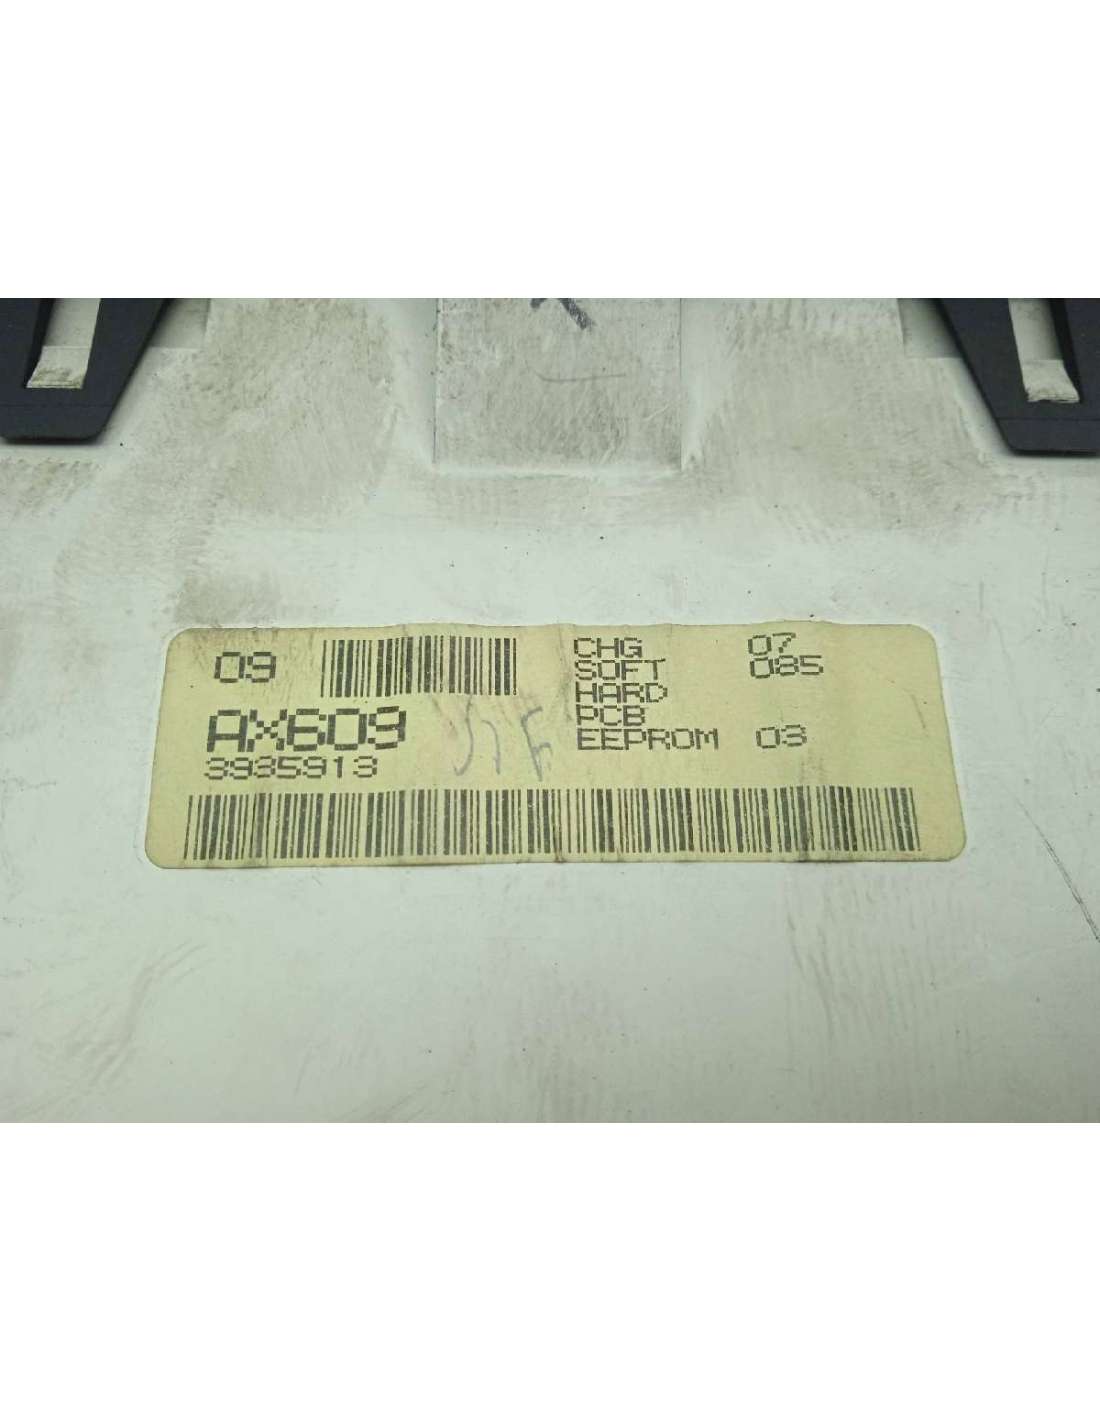 09
AX609
3935913
CHG 07
SOFT 085
HARD
PCB
EEPROM 03